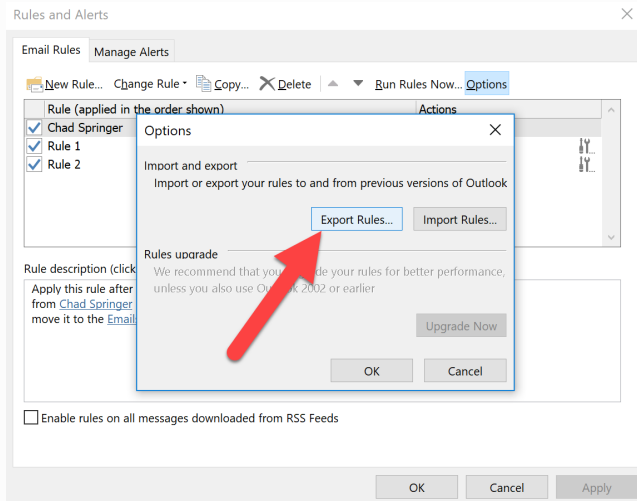 Rules and Alerts
Email Rules
Manage Alerts
New Rule... Change Rule Copy... Delete Run Rules Now... Options
Rule (applied in the order shown) Actions
Chad Springer
Rule 1
Rule 2
Options
Import and export
Import or export your rules to and from previous versions of Outlook
Export Rules... Import Rules...
Rules upgrade
We recommend that you your rules for better performance,
unless you also use 2002 or earlier
Upgrade Now
OK Cancel
Rule description (click
Apply this rule after
from Chad Springer
move it to the Email
Enable rules on all messages downloaded from RSS Feeds
OK Cancel Apply